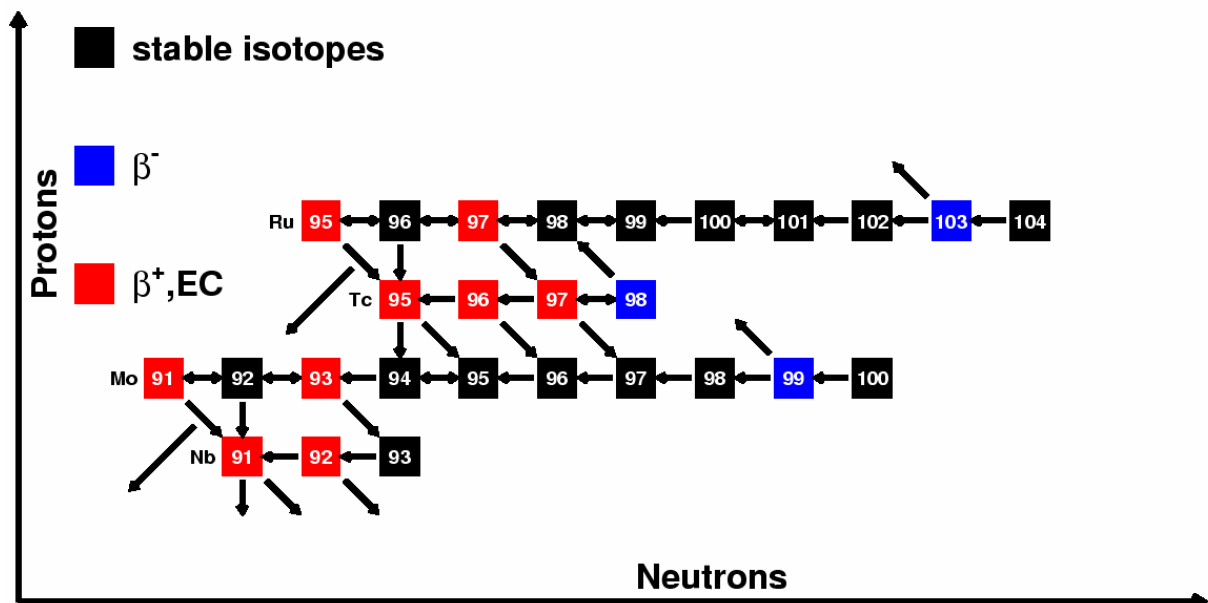 stable isotopes
β-
β+,EC
Protons
Ru 95 96 97 98 99 100 101 102 103 104
Tc 95 96 97 98
Mo 91 92 93 94 95 96 97 98 99 100
Nb 91 92 93
Neutrons